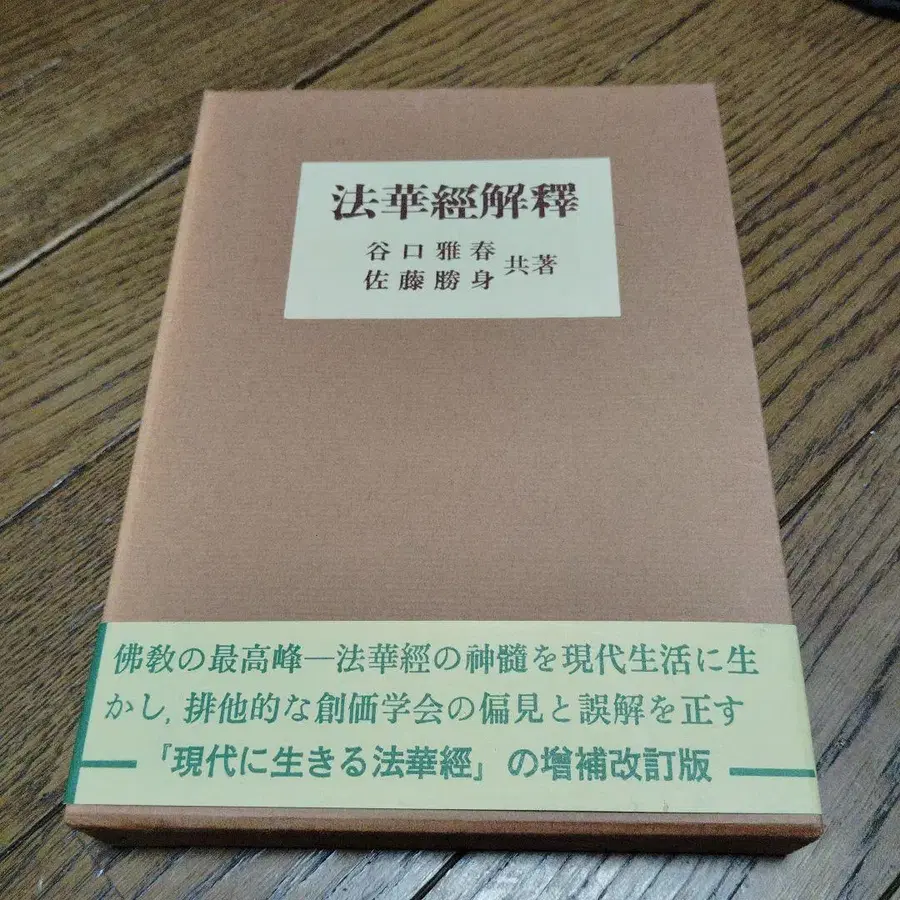 法華經解釋
谷口雅春
佐藤勝身
共著
佛教の最高峰―法華經の神髓を現代生活に生
かし,排他的な創価学会の偏見と誤解を正す
「現代に生きる法華經」の増補改訂版